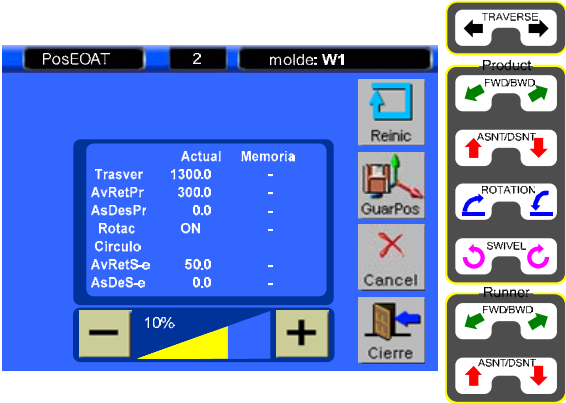 PosEOAT 2 molde: W1
Actual Memoria
Trasver 1300.0 -
AvRetPr 300.0 -
AsDesPr 0.0 -
Rotac ON -
Circulo
AvRetS-e 50.0 -
AsDeS-e 0.0 -
10%
Reinic
GuarPos
Cancel
Cierre
TRAVERSE
Product
FWD/BWD
ASNT/DSNT
ROTATION
SWIVEL
Runner
FWD/BWD
ASNT/DSNT